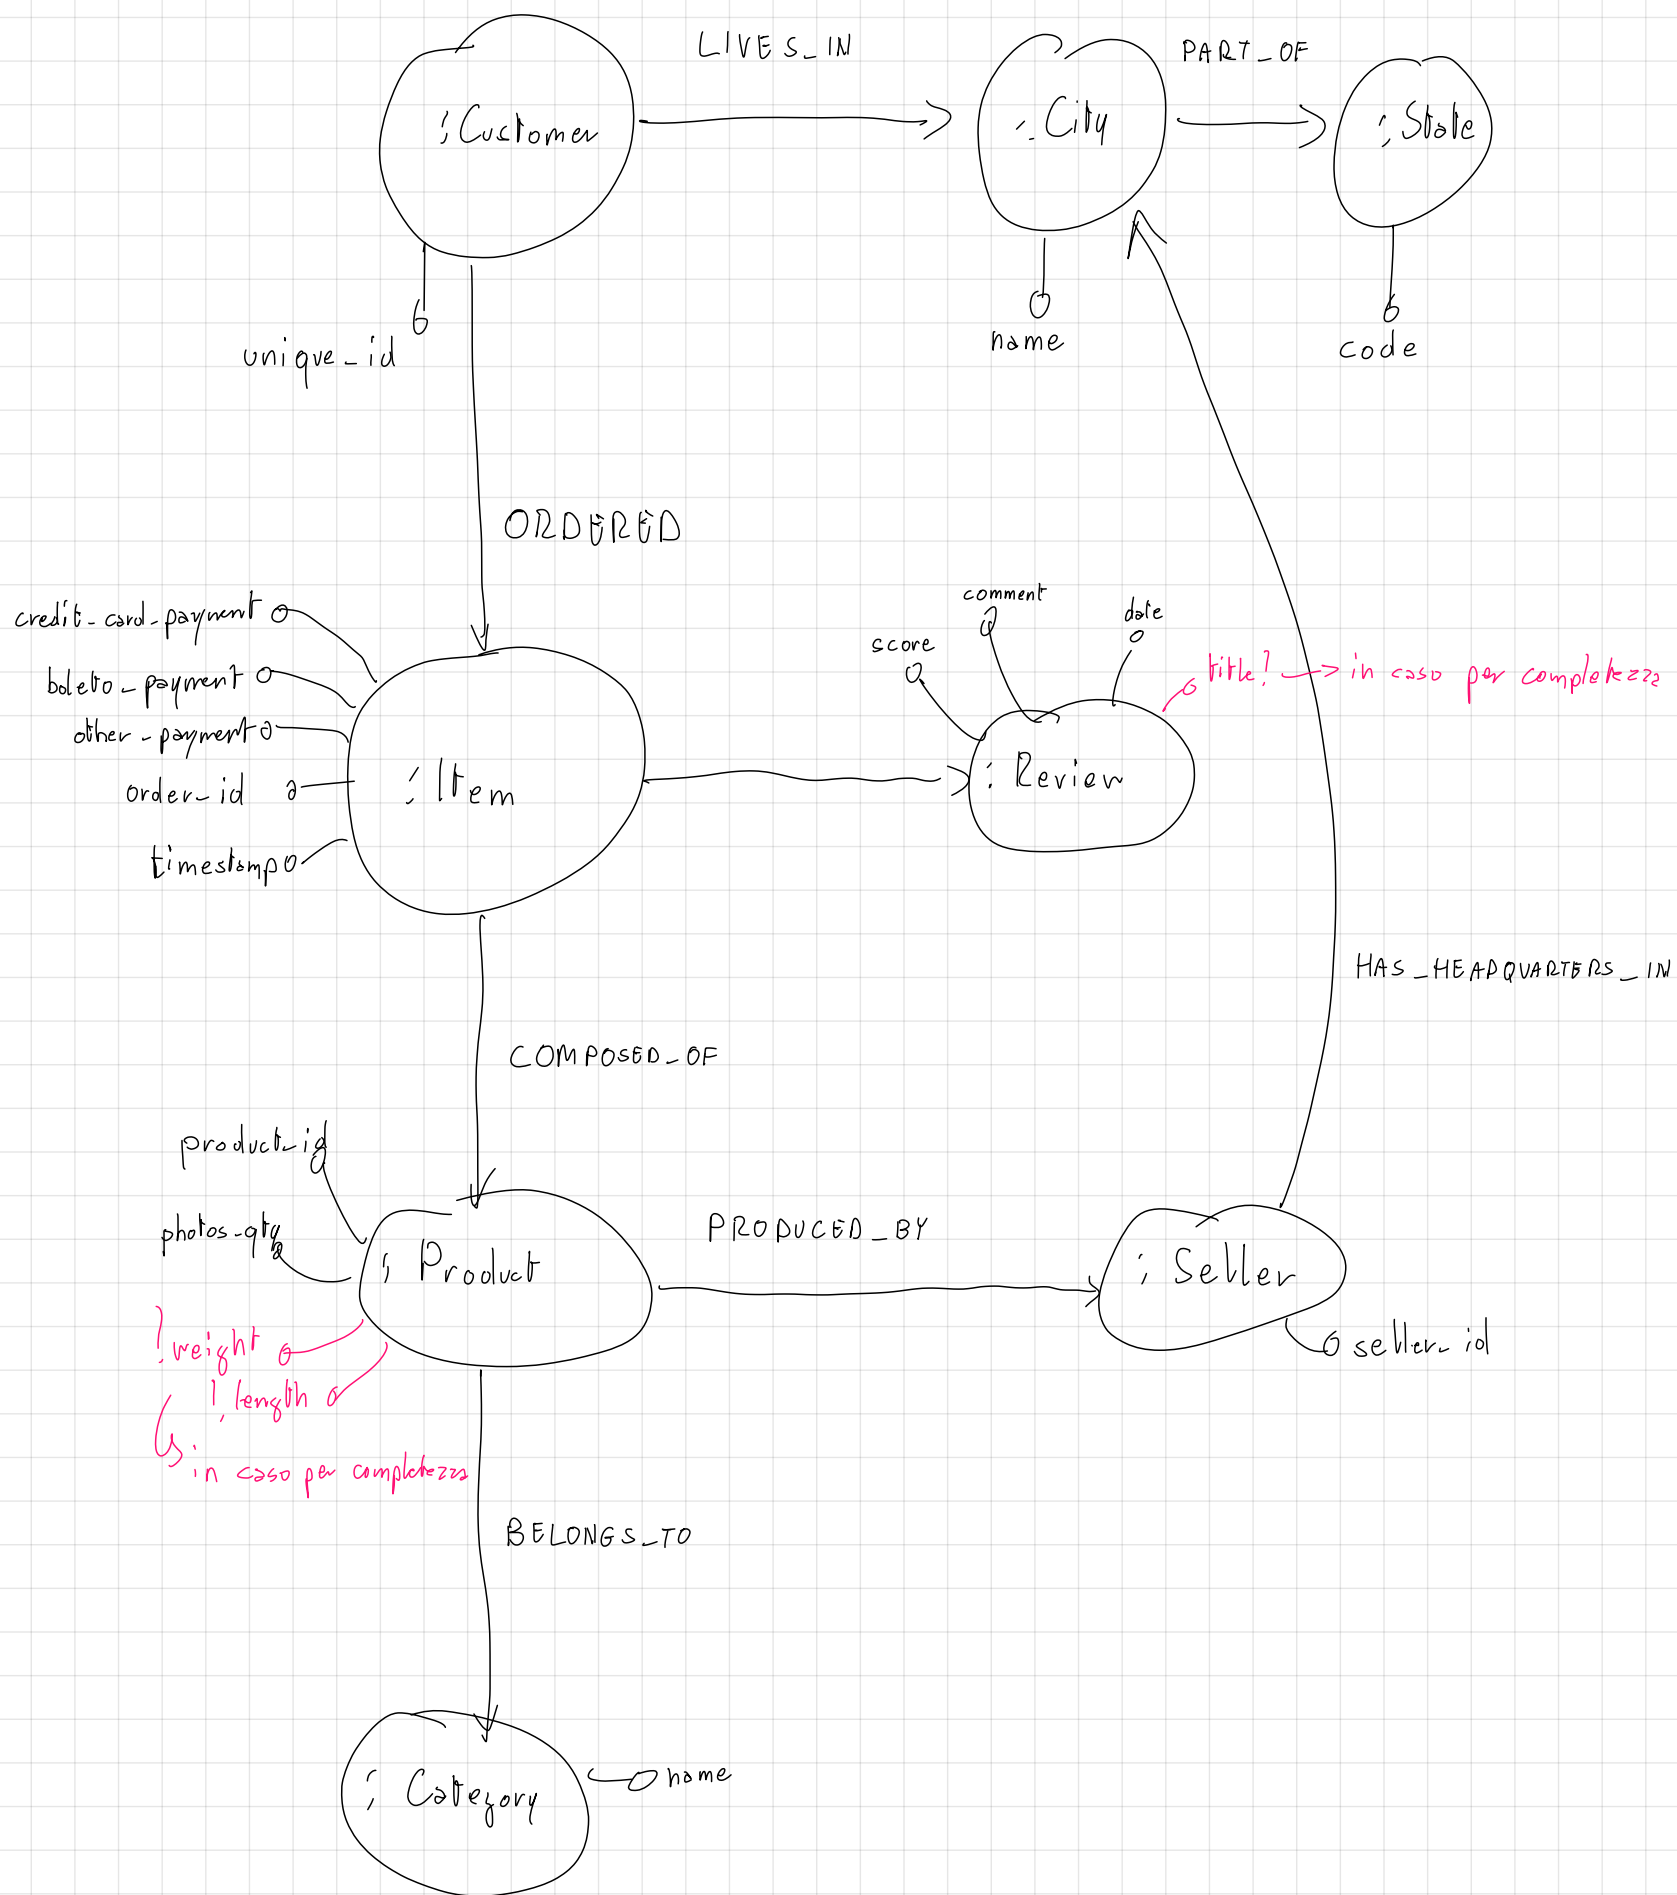 LIVES_IN
PART_OF
:Customer
:City
:State
unique_id
name
code
ORDERED
credit-card-payment
boleto-payment
other-payment
order-id
timestamp
:Item
score
comment
date
title? → in caso per completezza
:Review
HAS_HEADQUARTERS_IN
COMPOSED_OF
product-id
photos-qty
:Product
PRODUCED_BY
:Seller
seller-id
? weight
? length
in caso per completezza
BELONGS_TO
:Category
name